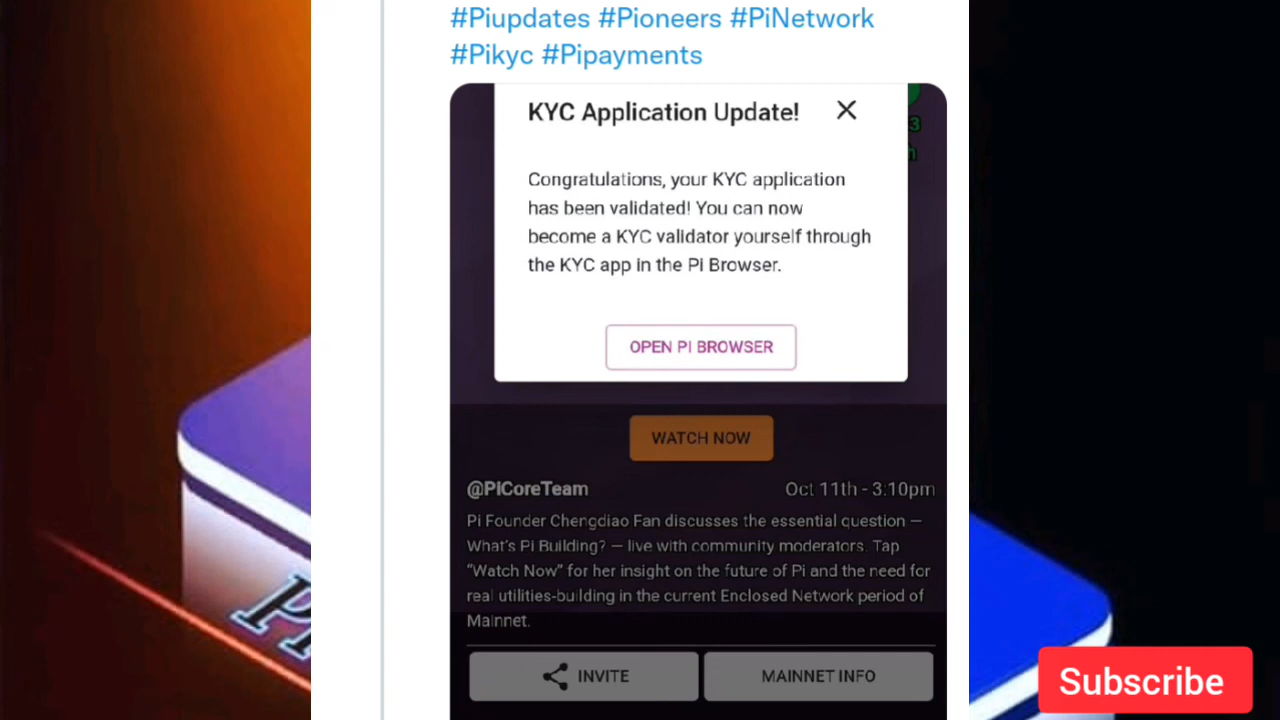 #Piupdates #Pioneers #PiNetwork
#Pikyc #Pipayments
KYC Application Update!
Congratulations, your KYC application
has been validated! You can now
become a KYC validator yourself through
the KYC app in the Pi Browser.
OPEN PI BROWSER
WATCH NOW
@PiCoreTeam
Oct 11th - 3:10pm
Pi Founder Chengdiao Fan discusses the essential question —
What's Pi Building? — live with community moderators. Tap
"Watch Now" for her insight on the future of Pi and the need for
real utilities-building in the current Enclosed Network period of
Mainnet.
INVITE
MAINNET INFO
Pi
Subscribe